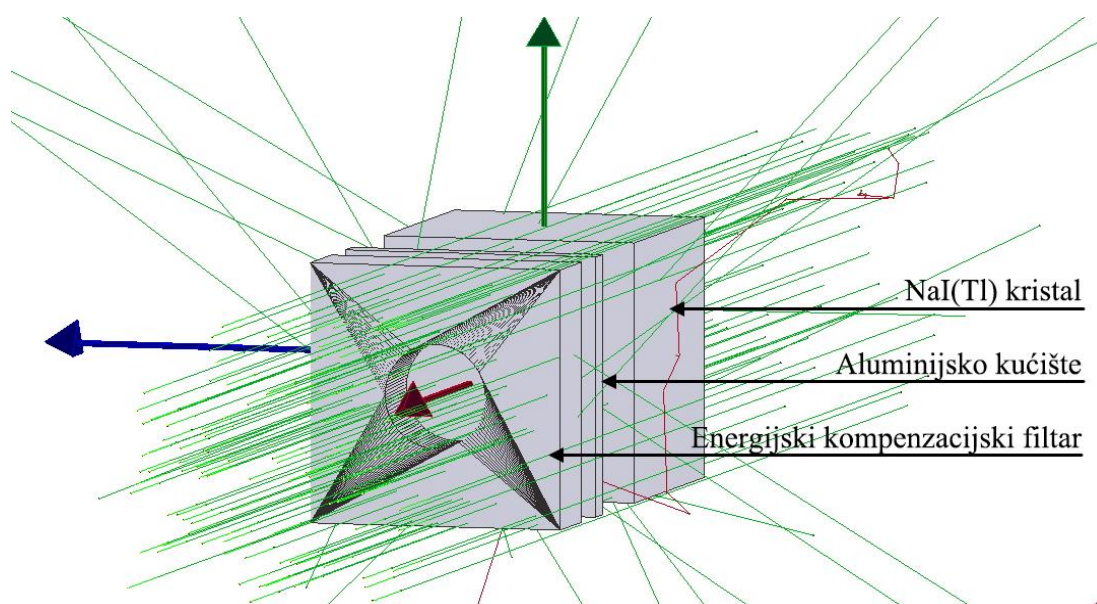 NaI(Tl) kristal
Aluminijsko kućište
Energijski kompenzacijski filtar